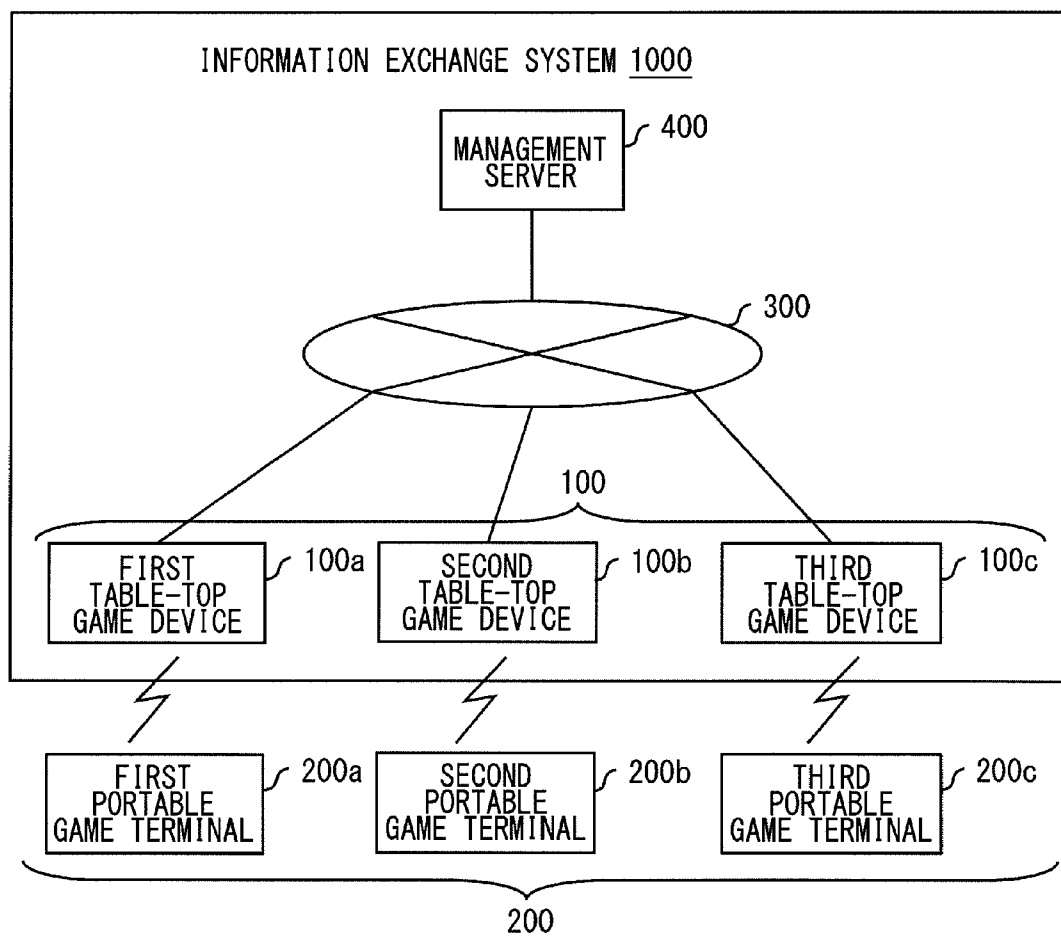 INFORMATION EXCHANGE SYSTEM 1000
400
MANAGEMENT
SERVER
300
100
FIRST
TABLE-TOP
GAME DEVICE
100a
SECOND
TABLE-TOP
GAME DEVICE
100b
THIRD
TABLE-TOP
GAME DEVICE
100c
FIRST
PORTABLE
GAME TERMINAL
200a
SECOND
PORTABLE
GAME TERMINAL
200b
THIRD
PORTABLE
GAME TERMINAL
200c
200